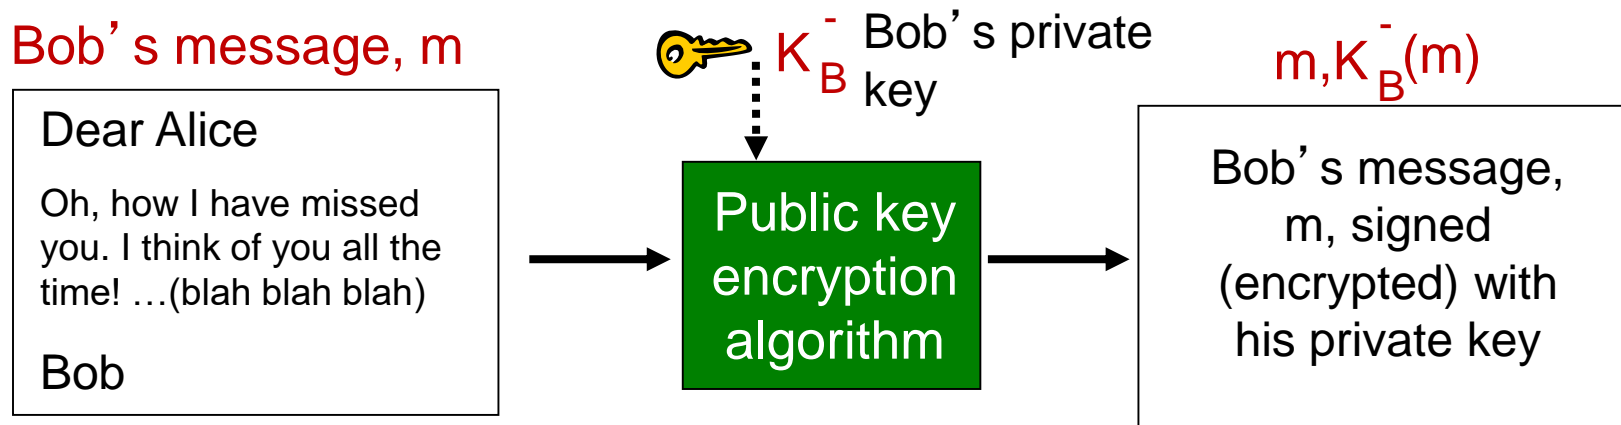 Bob’s message, m
Dear Alice
Oh, how I have missed
you. I think of you all the
time! …(blah blah blah)
Bob
K B - Bob’s private
key
Public key
encryption
algorithm
m,K B -(m)
Bob’s message,
m, signed
(encrypted) with
his private key